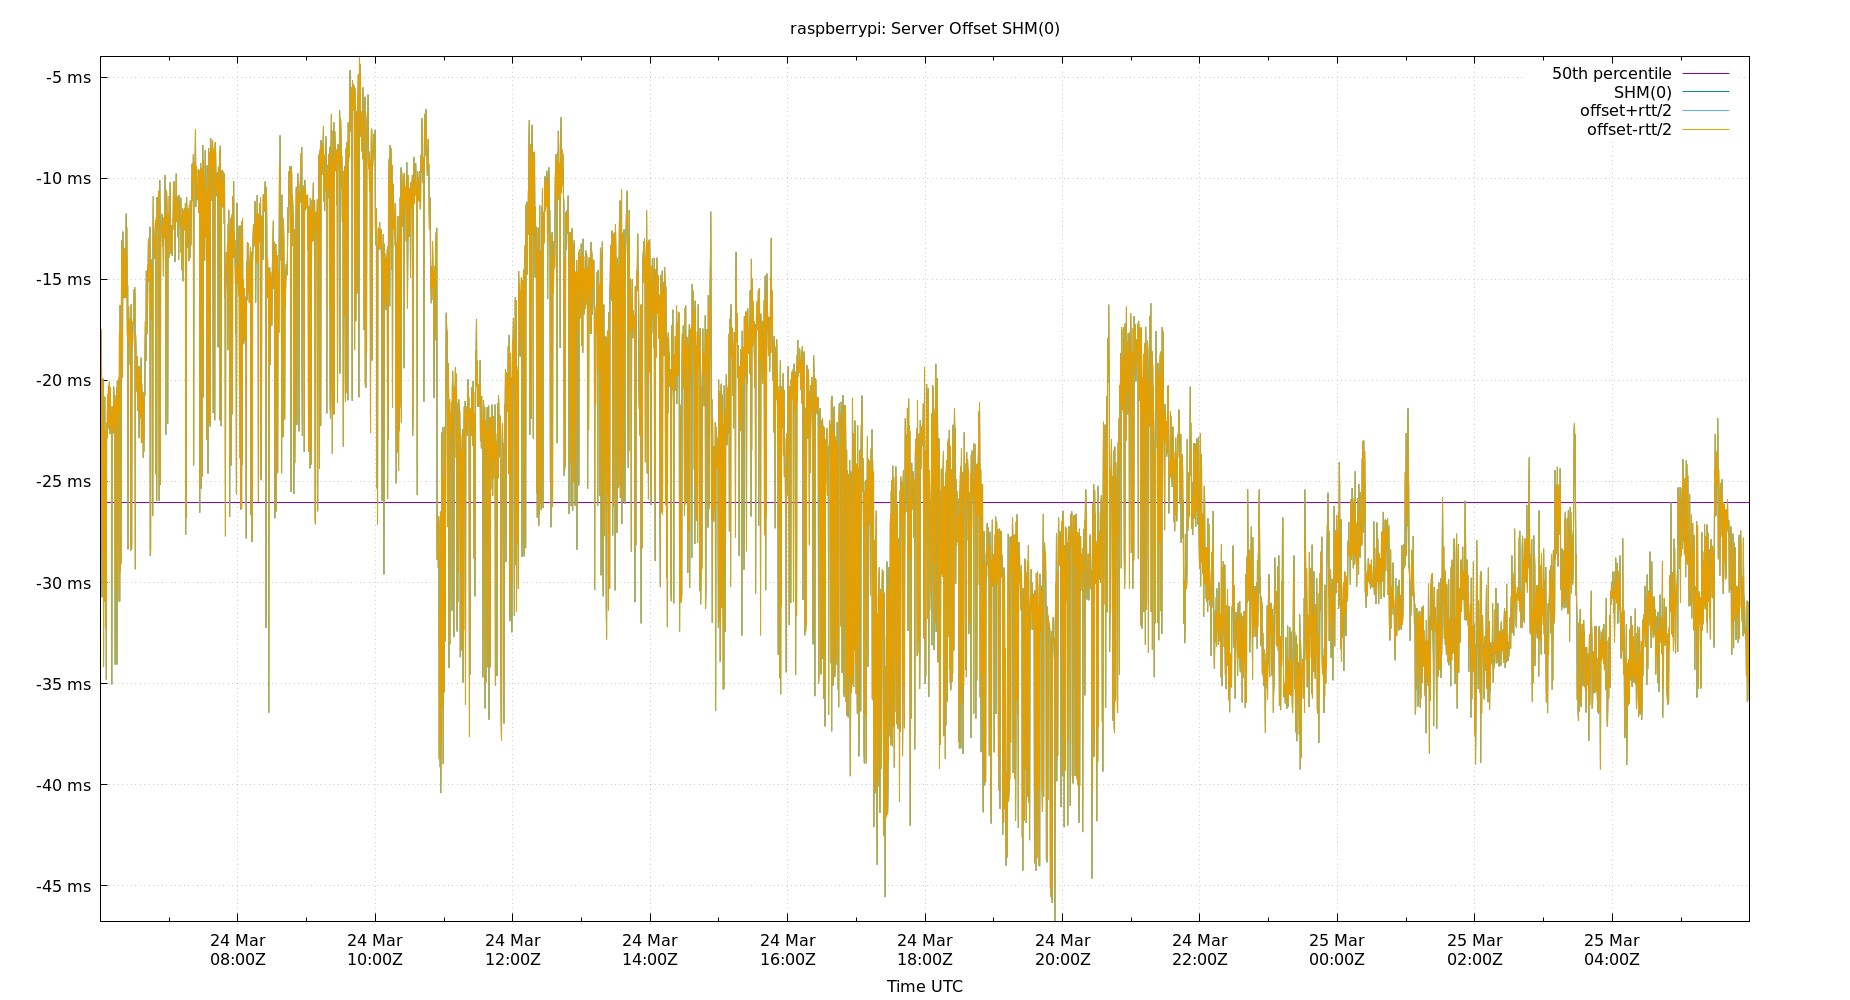 raspberrypi: Server Offset SHM(0)
50th percentile
SHM(0)
offset+rtt/2
offset-rtt/2
-5 ms
-10 ms
-15 ms
-20 ms
-25 ms
-30 ms
-35 ms
-40 ms
-45 ms
24 Mar 24 Mar 24 Mar 24 Mar 24 Mar 24 Mar 24 Mar 24 Mar 25 Mar 25 Mar 25 Mar
08:00Z 10:00Z 12:00Z 14:00Z 16:00Z 18:00Z 20:00Z 22:00Z 00:00Z 02:00Z 04:00Z
Time UTC